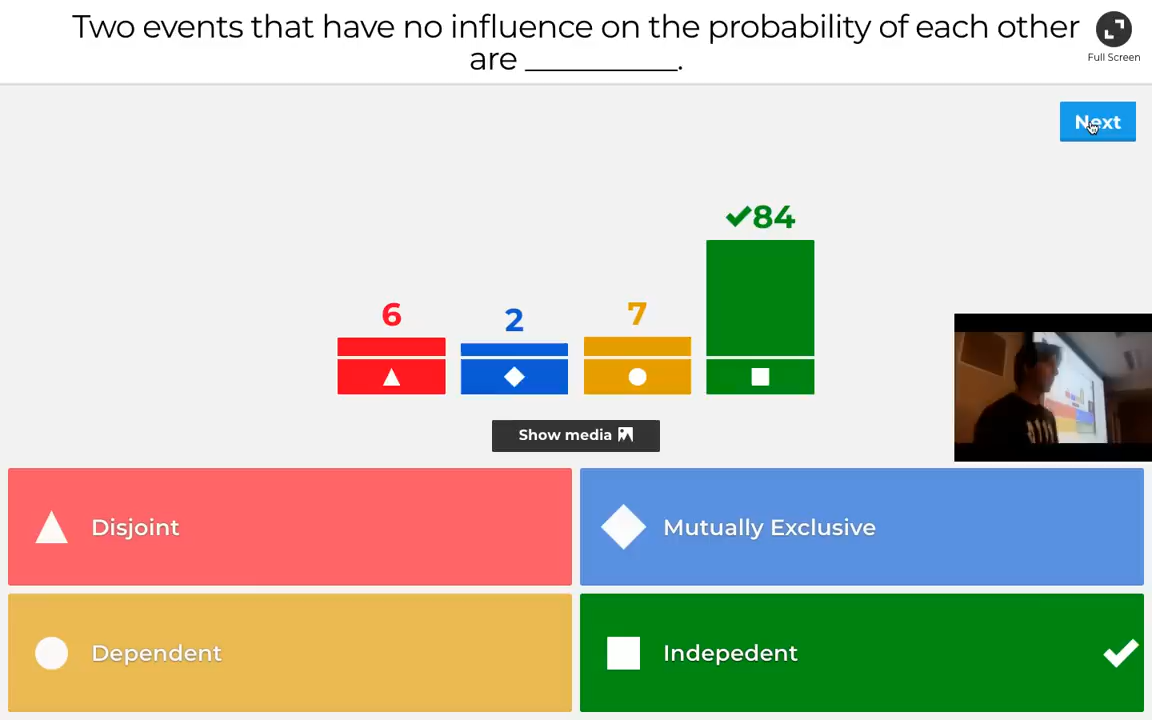 Two events that have no influence on the probability of each other
are __________.
Full Screen
Next
84
6
2
7
Show media
Disjoint
Mutually Exclusive
Dependent
Indepedent